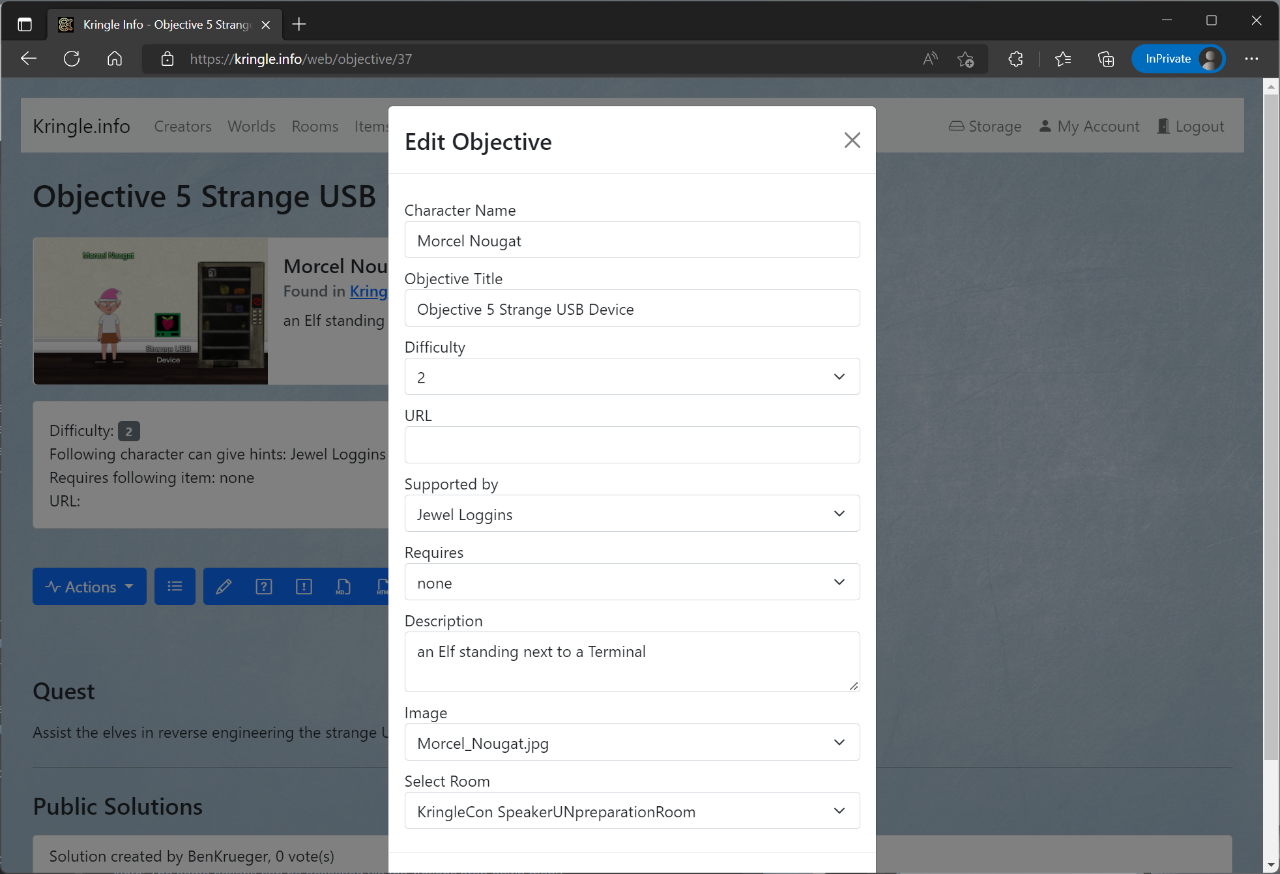 Kringle Info - Objective 5 Strang
https://kringle.info/web/objective/37
InPrivate
Kringle.info
Creators
Worlds
Rooms
Items
Storage
My Account
Logout
Objective 5 Strange USB
Morcel Nougat
Strange USB
Device
Morcel Nou
Found in Kring
an Elf standing
Difficulty: 2
Following character can give hints: Jewel Loggins
Requires following item: none
URL:
Actions
Quest
Assist the elves in reverse engineering the strange U
Public Solutions
Solution created by BenKrueger, 0 vote(s)
Edit Objective
Character Name
Morcel Nougat
Objective Title
Objective 5 Strange USB Device
Difficulty
2
URL
Supported by
Jewel Loggins
Requires
none
Description
an Elf standing next to a Terminal
Image
Morcel_Nougat.jpg
Select Room
KringleCon SpeakerUNpreparationRoom